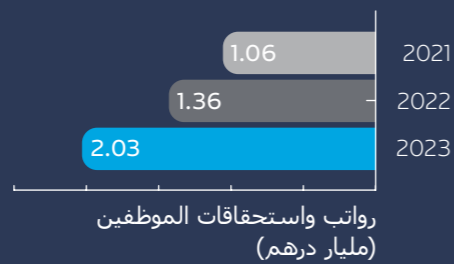 2021 1.06
2022 1.36
2023 2.03
رواتب واستحقاقات الموظفين
(مليار درهم)